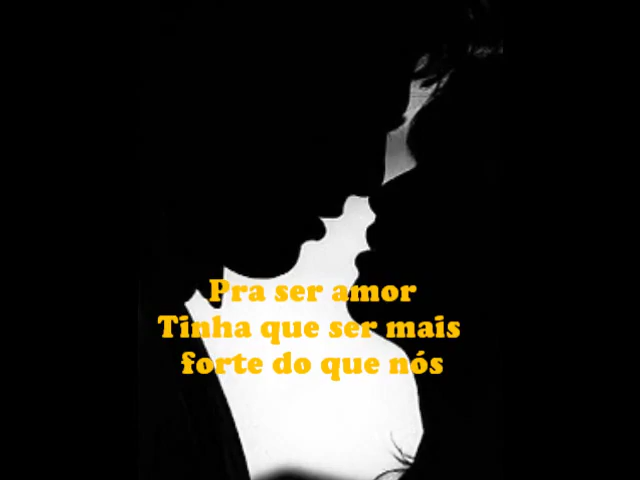 Pra ser amor
Tinha que ser mais
forte do que nós